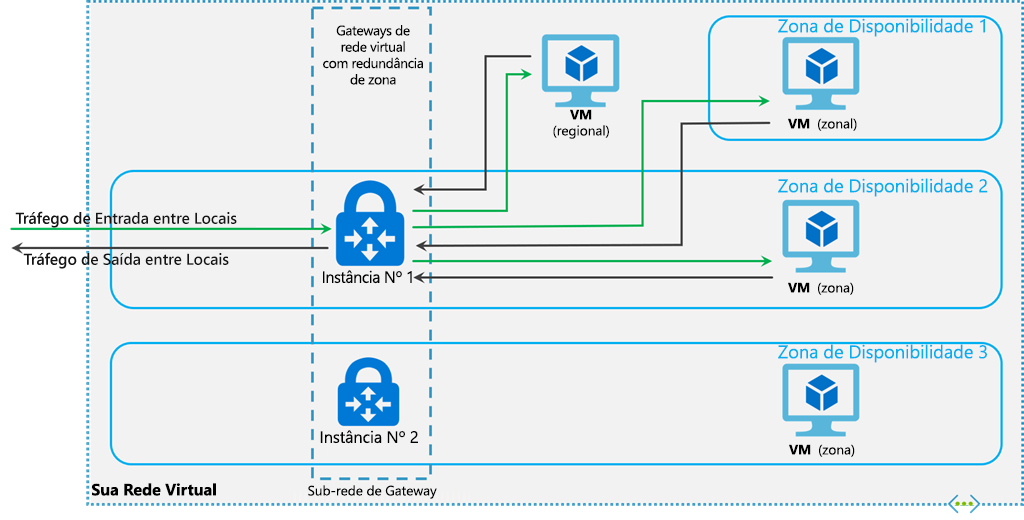 Gateways de
rede virtual
com redundância
de zona
VM
(regional)
Zona de Disponibilidade 1
VM (zonal)
Zona de Disponibilidade 2
Tráfego de Entrada entre Locais
Tráfego de Saída entre Locais
Instância Nº 1
VM (zona)
Zona de Disponibilidade 3
Instância Nº 2
VM (zona)
Sua Rede Virtual
Sub-rede de Gateway